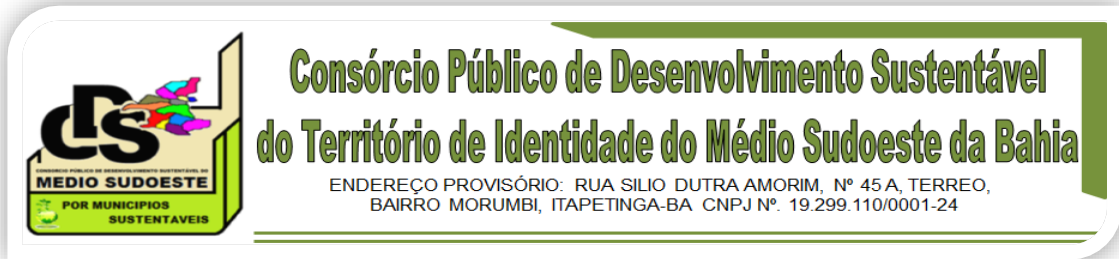 CDS
CONSORCIO PÚBLICO DE DESENVOLVIMENTO SUSTENTÁVEL DO
MEDIO SUDOESTE
POR MUNICIPIOS
SUSTENTAVEIS
Consórcio Público de Desenvolvimento Sustentável
do Território de Identidade do Médio Sudoeste da Bahia
ENDEREÇO PROVISÓRIO: RUA SILIO DUTRA AMORIM, Nº 45 A, TERREO,
BAIRRO MORUMBI, ITAPETINGA-BA CNPJ Nº. 19.299.110/0001-24